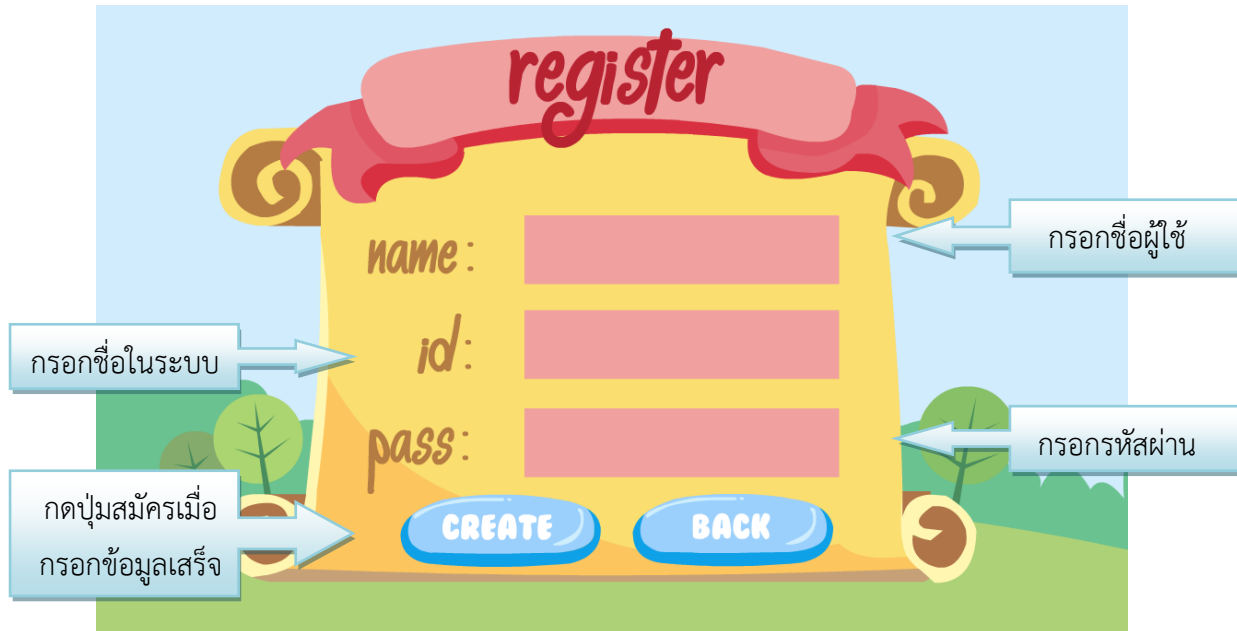 register
name:
กรอกชื่อผู้ใช้
id:
กรอกชื่อในระบบ
pass:
กรอกรหัสผ่าน
กดปุ่มสมัครเมื่อ
กรอกข้อมูลเสร็จ
CREATE
BACK